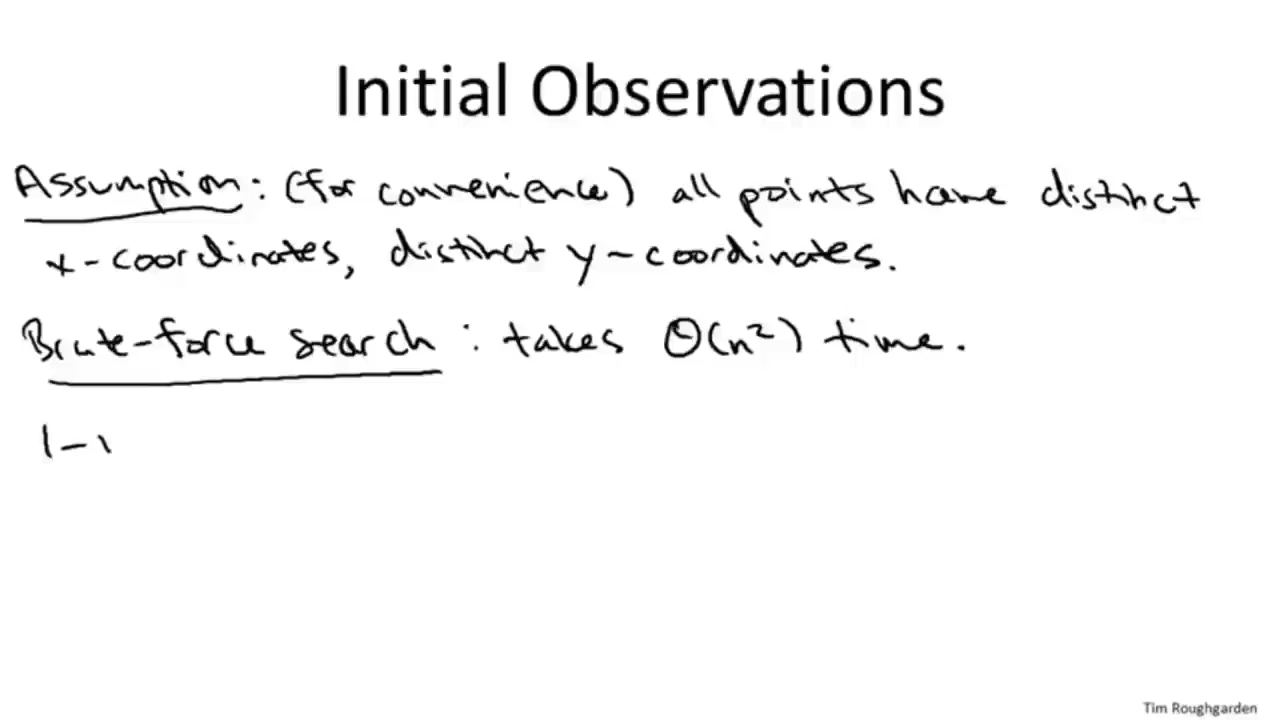 Initial Observations
Assumption: (for convenience) all points have distinct
x-coordinates, distinct y-coordinates.
Brute-force search: takes Θ(n²) time.
1-
Tim Roughgarden